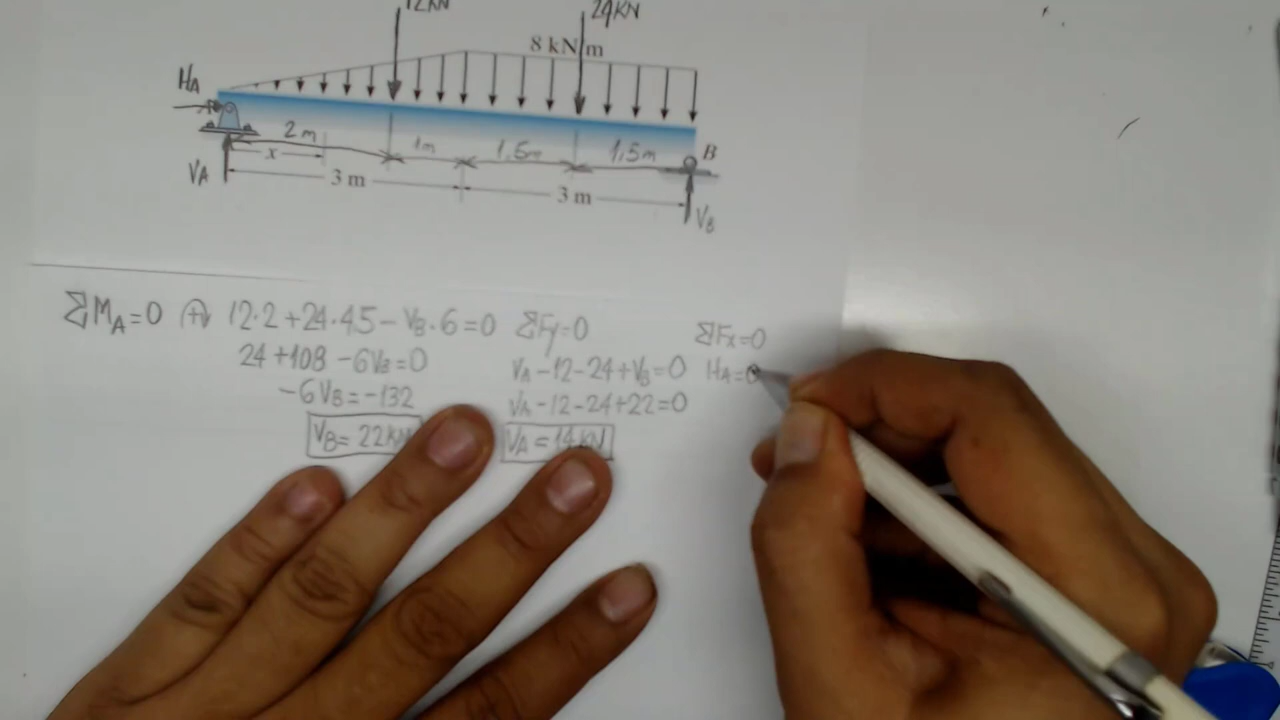 12KN
24KN
8 kN/m
HA
A
2m
1m
1.5m
1,5m
B
x
VA
3 m
3 m
VB
ΣMA=0 (+) 12·2+24·4.5-VB·6=0
24+108-6VB=0
-6VB=-132
VB=22KN
ΣFy=0
VA-12-24+VB=0
VA-12-24+22=0
VA=14KN
ΣFx=0
HA=0